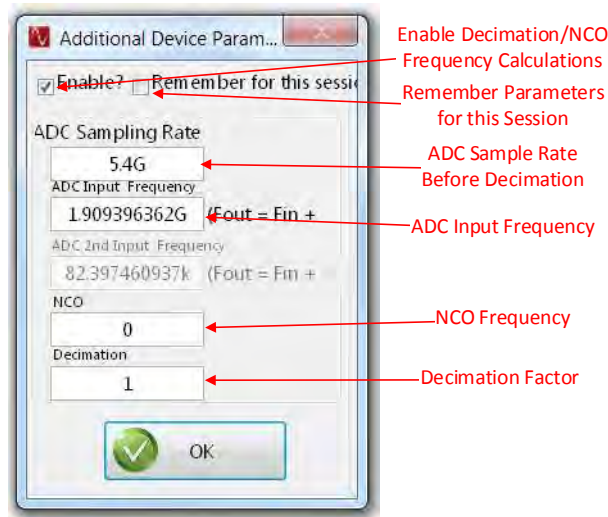 Additional Device Param...
Enable? Remember for this sessi
ADC Sampling Rate
5.4G
ADC Input Frequency
1.909396362G (Fout = Fin +
ADC 2nd Input Frequency
82.397460937k (Fout = Fin +
NCO
0
Decimation
1
OK
Enable Decimation/NCO
Frequency Calculations
Remember Parameters
for this Session
ADC Sample Rate
Before Decimation
ADC Input Frequency
NCO Frequency
Decimation Factor